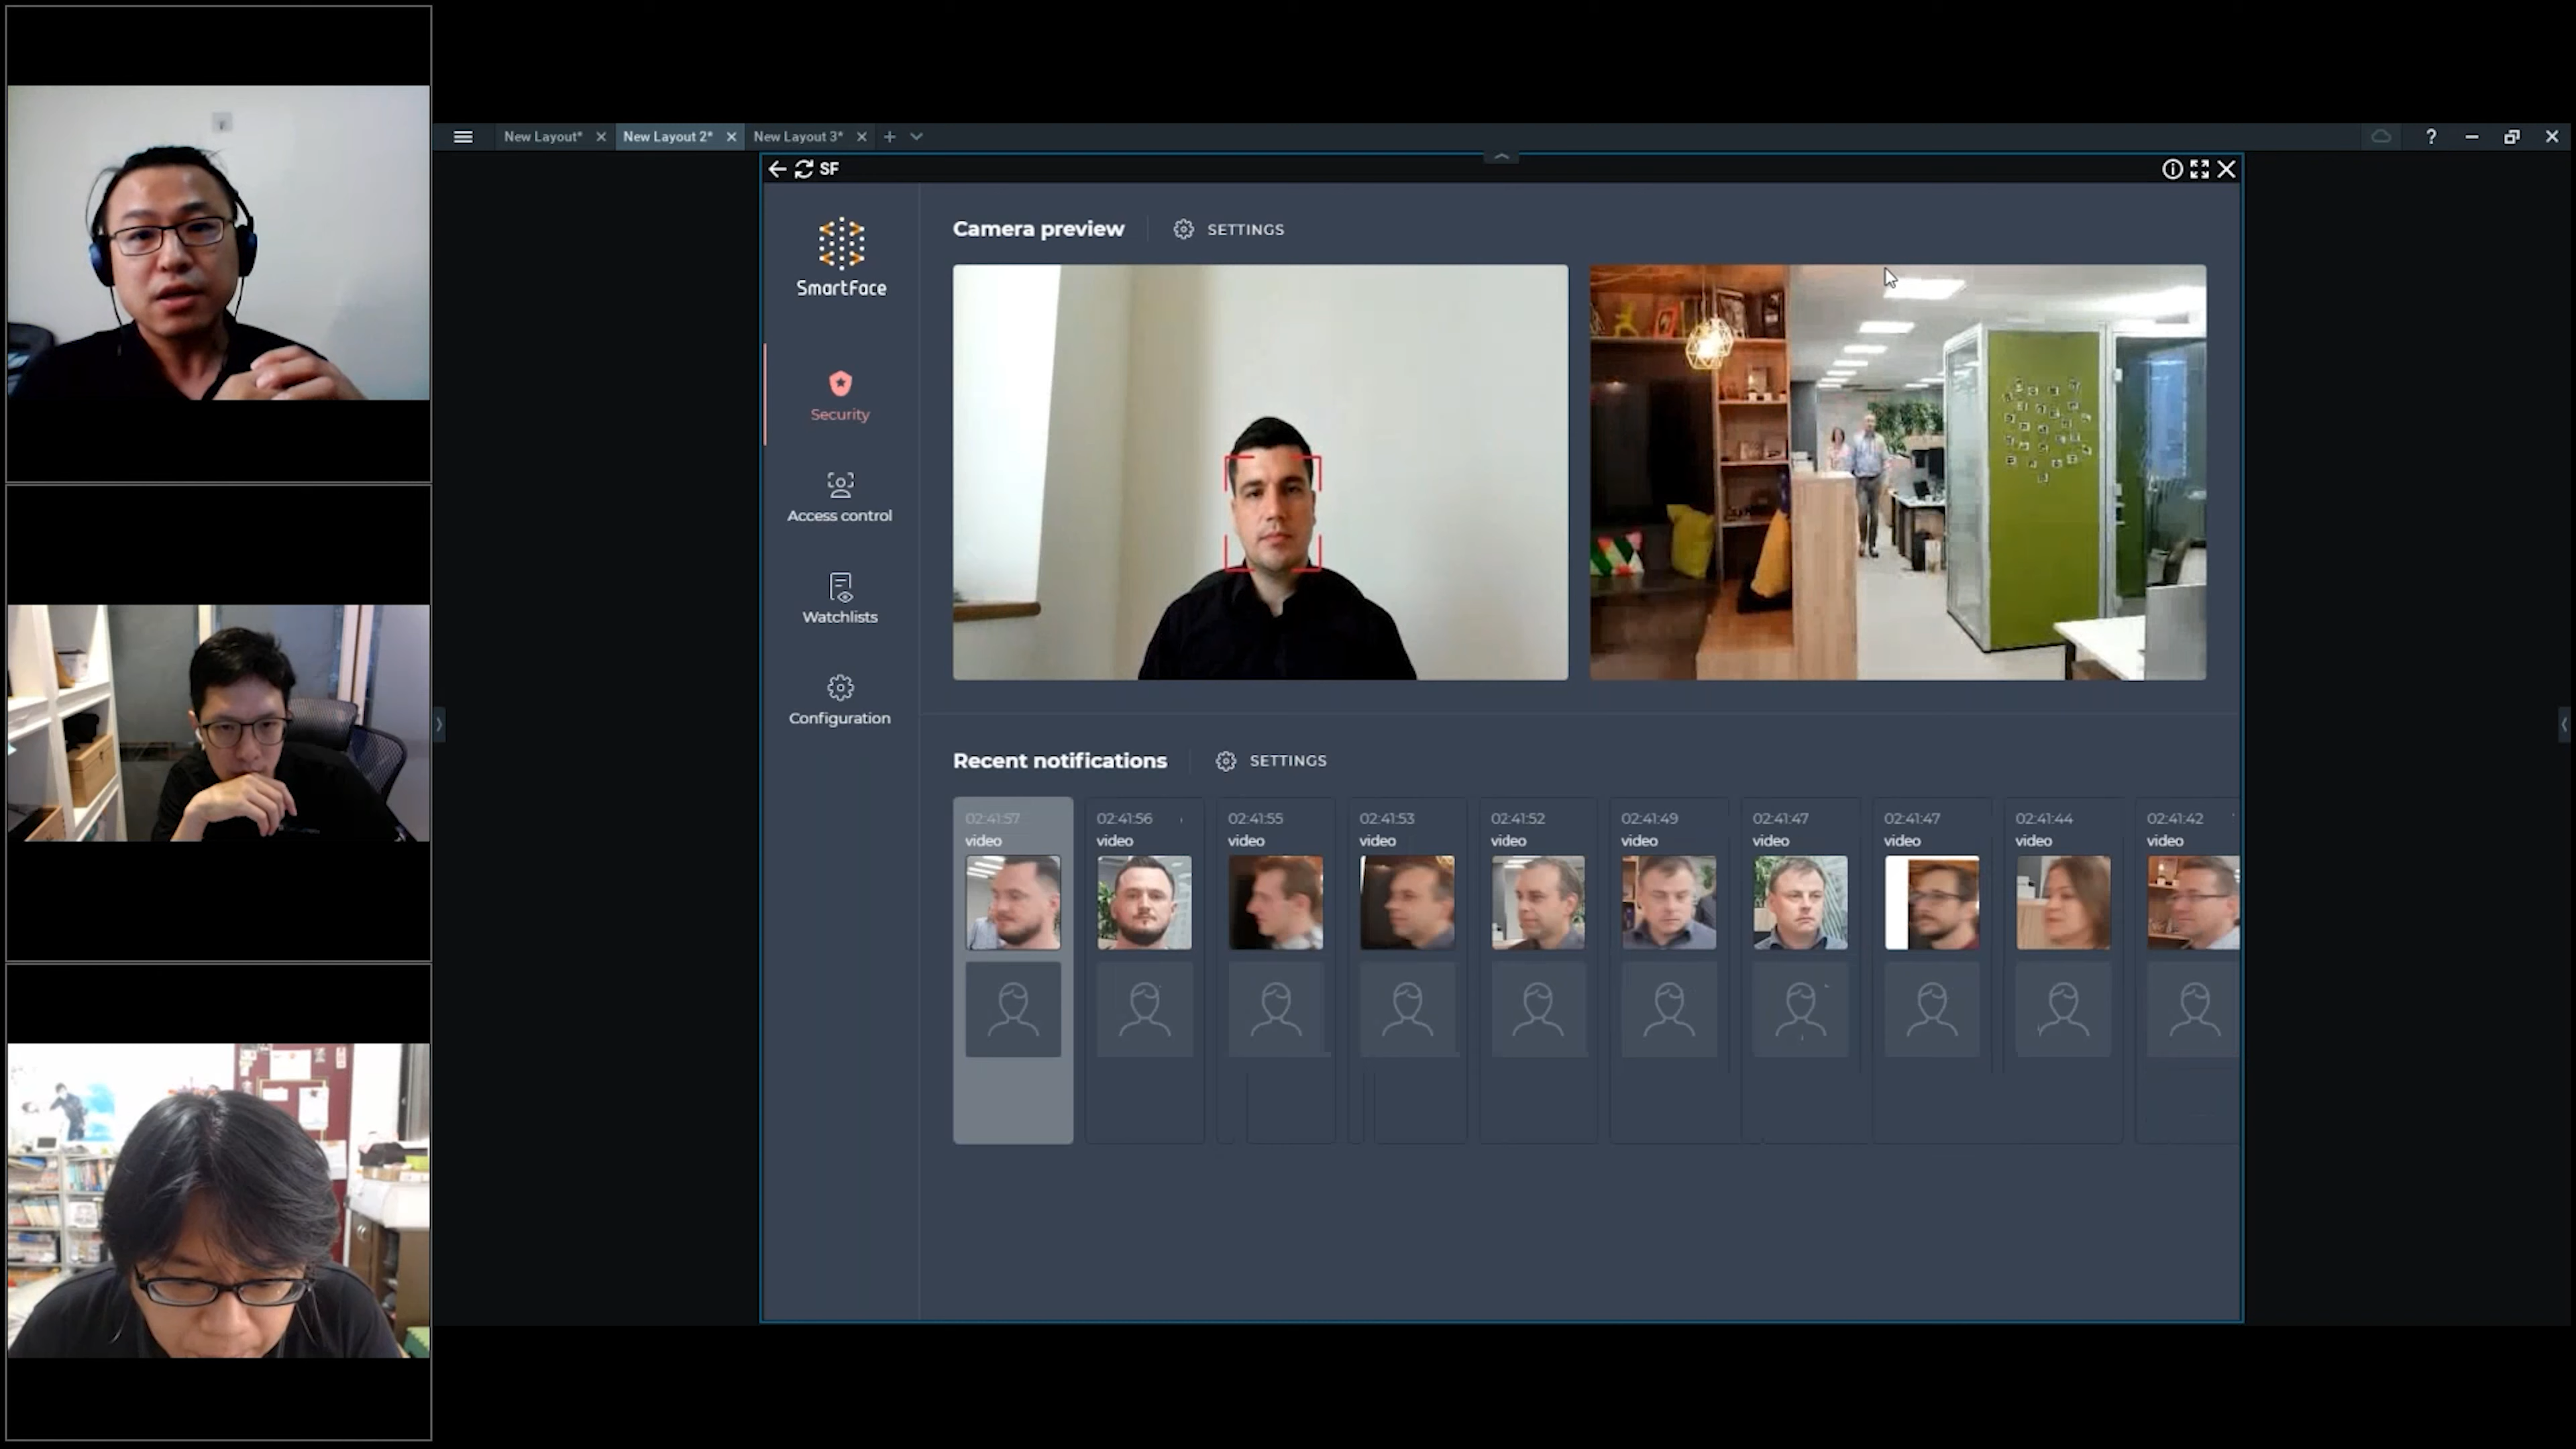 New Layout*
New Layout 2*
New Layout 3*
SF
SmartFace
Security
Access control
Watchlists
Configuration
Camera preview
SETTINGS
Recent notifications
SETTINGS
02:41:57
video
02:41:56
video
02:41:55
video
02:41:53
video
02:41:52
video
02:41:49
video
02:41:47
video
02:41:47
video
02:41:44
video
02:41:42
video